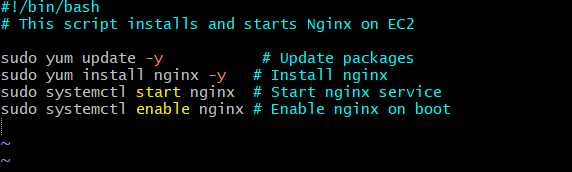 #!/bin/bash
# This script installs and starts Nginx on EC2
sudo yum update -y             # Update packages
sudo yum install nginx -y   # Install nginx
sudo systemctl start nginx  # Start nginx service
sudo systemctl enable nginx # Enable nginx on boot
~
~